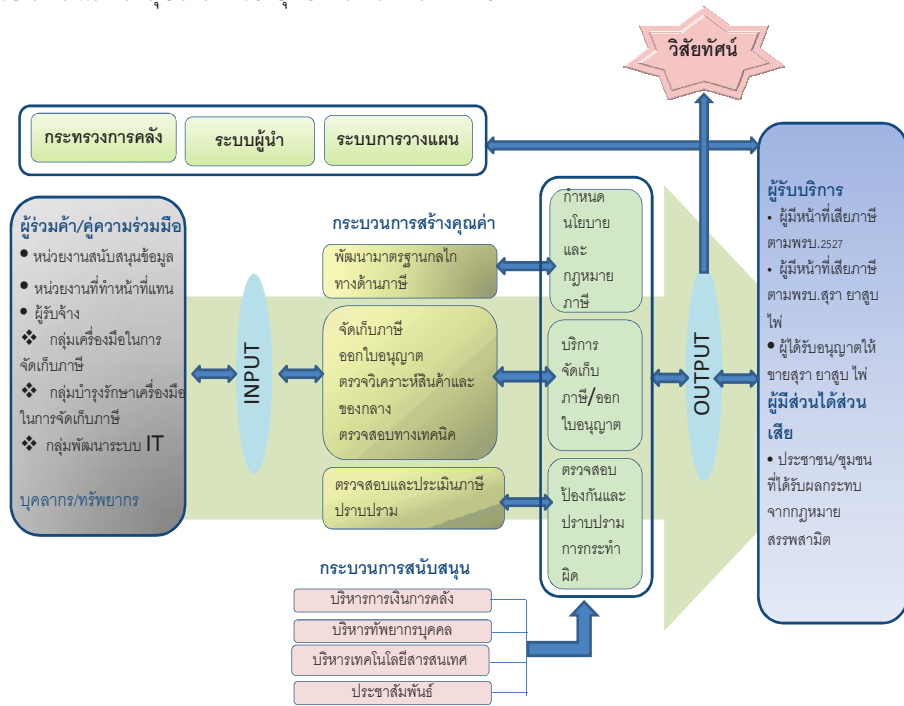 วิสัยทัศน์
กระทรวงการคลัง
ระบบผู้นำ
ระบบการวางแผน
ผู้ร่วมค้า/คู่ความร่วมมือ
• หน่วยงานสนับสนุนข้อมูล
• หน่วยงานที่ทำหน้าที่แทน
• ผู้รับจ้าง
❖ กลุ่มเครื่องมือในการ
จัดเก็บภาษี
❖ กลุ่มบำรุงรักษาเครื่องมือ
ในการจัดเก็บภาษี
❖ กลุ่มพัฒนาระบบ IT
บุคลากร/ทรัพยากร
INPUT
กระบวนการสร้างคุณค่า
พัฒนามาตรฐานกลไก
ทางด้านภาษี
จัดเก็บภาษี
ออกใบอนุญาต
ตรวจวิเคราะห์สินค้าและ
ของกลาง
ตรวจสอบทางเทคนิค
ตรวจสอบและประเมินภาษี
ปราบปราม
กำหนด
นโยบาย
และ
กฎหมาย
ภาษี
บริการ
จัดเก็บ
ภาษี/ออก
ใบอนุญาต
ตรวจสอบ
ป้องกันและ
ปราบปราม
การกระทำ
ผิด
OUTPUT
ผู้รับบริการ
• ผู้มีหน้าที่เสียภาษี
ตามพรบ.2527
• ผู้มีหน้าที่เสียภาษี
ตามพรบ.สุรา ยาสูบ
ไพ่
• ผู้ได้รับอนุญาตให้
ขายสุรา ยาสูบ ไพ่
ผู้มีส่วนได้ส่วน
เสีย
• ประชาชน/ชุมชน
ที่ได้รับผลกระทบ
จากกฎหมาย
สรรพสามิต
กระบวนการสนับสนุน
บริหารการเงินการคลัง
บริหารทัพยากรบุคคล
บริหารเทคโนโลยีสารสนเทศ
ประชาสัมพันธ์